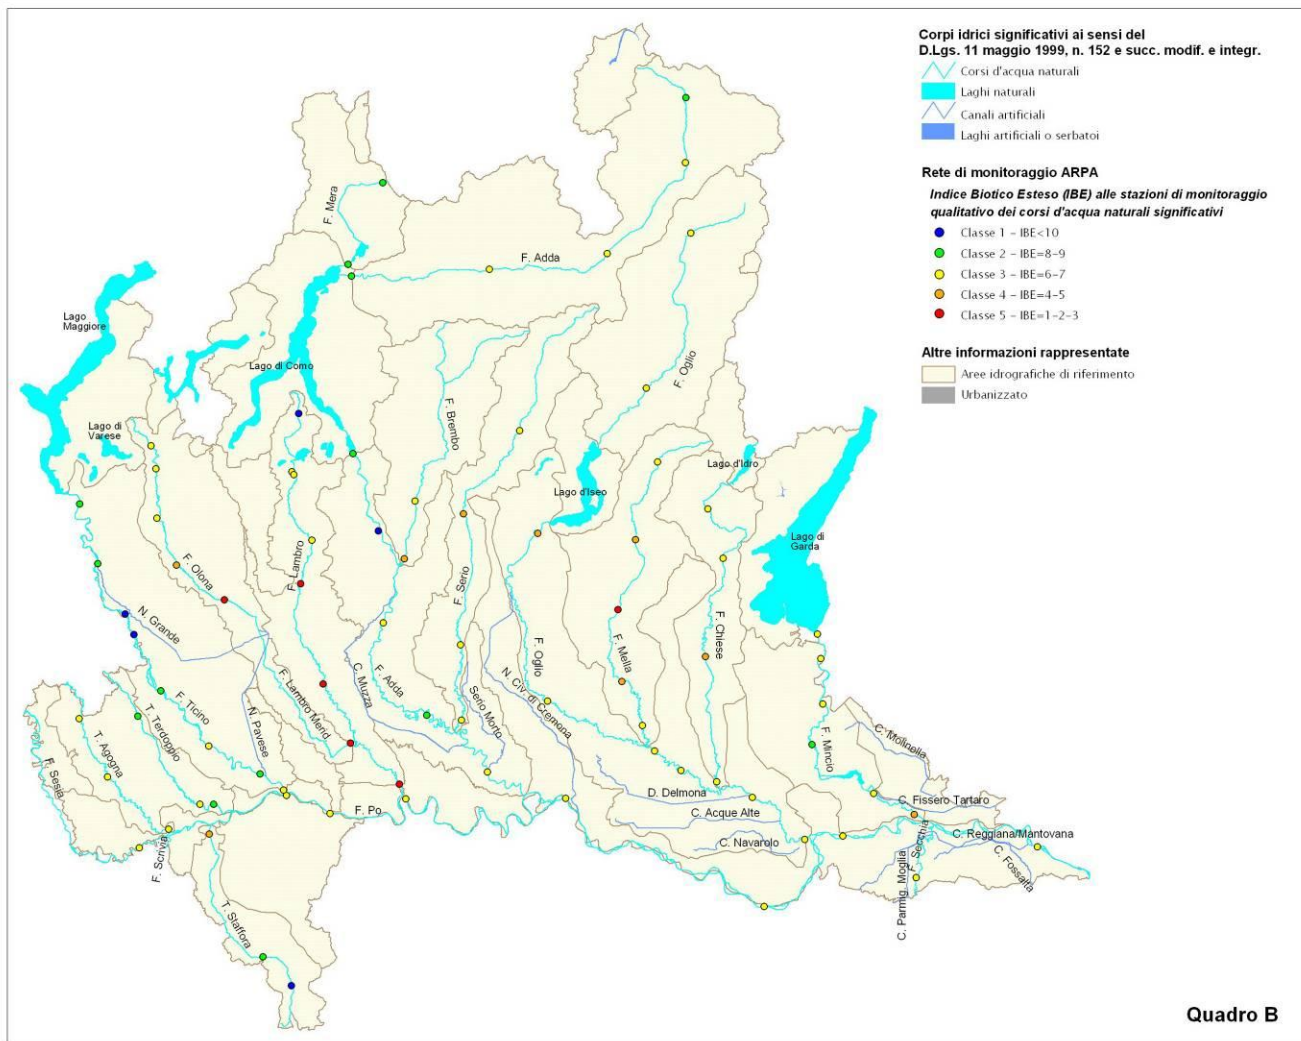 Corpi idrici significativi ai sensi del
D.Lgs. 11 maggio 1999, n. 152 e succ. modif. e integr.
Corsi d'acqua naturali
Laghi naturali
Canali artificiali
Laghi artificiali o serbatoi
Rete di monitoraggio ARPA
Indice Biotico Esteso (IBE) alle stazioni di monitoraggio
qualitativo dei corsi d'acqua naturali significativi
Classe 1 - IBE<10
Classe 2 - IBE=8-9
Classe 3 - IBE=6-7
Classe 4 - IBE=4-5
Classe 5 - IBE=1-2-3
Altre informazioni rappresentate
Aree idrografiche di riferimento
Urbanizzato
F. Mera
F. Adda
Lago
Maggiore
Lago di Como
F. Oglio
F. Brembo
Lago di
Varese
Lago d'Idro
Lago d'Iseo
Lago di
Garda
F. Olona
F. Lambro
F. Serio
N. Grande
F. Chiese
F. Mella
F. Oglio
C. Muzza
F. Adda
F. Lambro Merid
N. Civ. di Cremona
Serio Morto
F. Ticino
N. Pavese
T. Terdoppio
T. Agogna
F. Sesia
F. Mincio
C. Molinella
D. Delmona
C. Fissero Tartaro
F. Po
C. Acque Alte
C. Navarolo
C. Reggiana/Mantovana
F. Scrivia
F. Secchia
C. Fossalta
C. Parmig. Moglia
T. Staffora
Quadro B